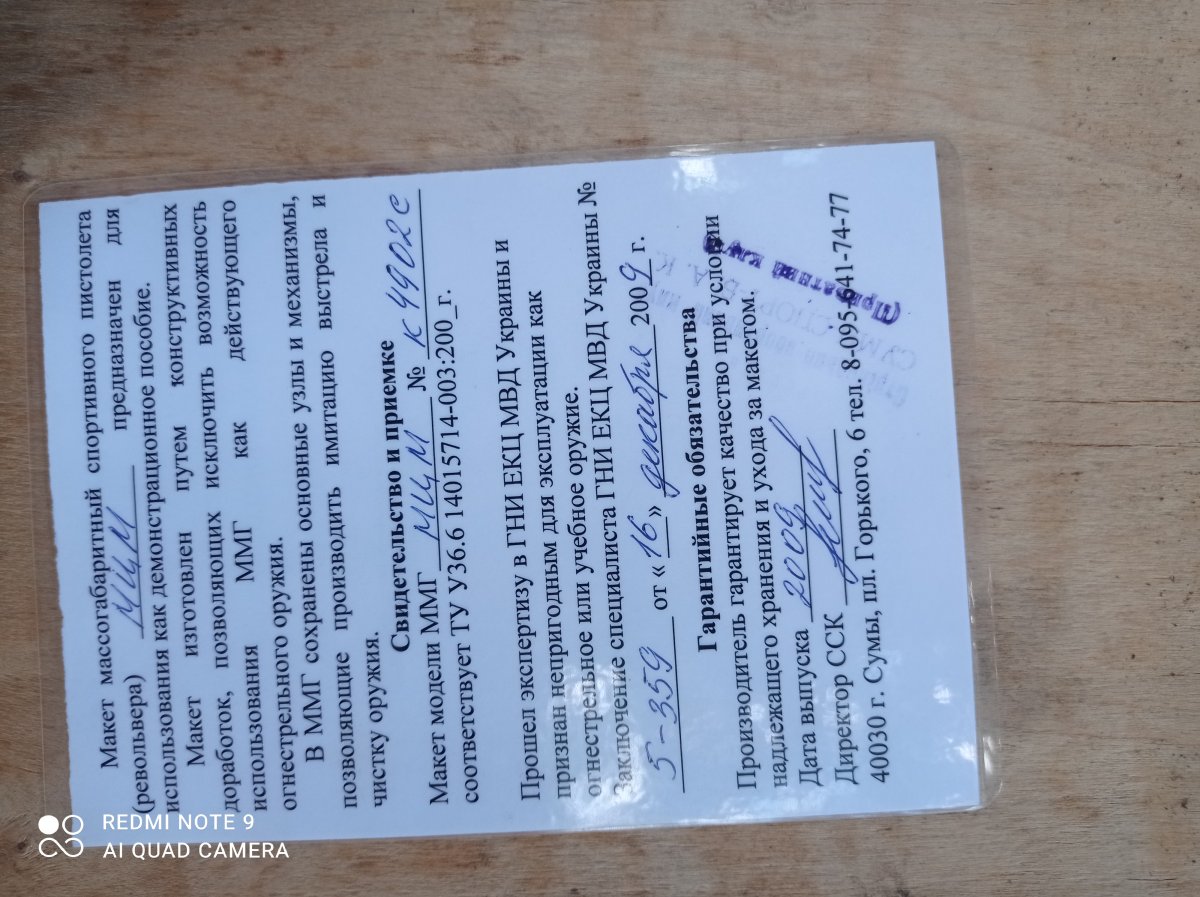 Макет массогабаритный спортивного пистолета
(револьвера) МЦМ предназначен для
использования как демонстрационное пособие.
Макет изготовлен путем конструктивных
доработок, позволяющих исключить возможность
использования ММГ как действующего
огнестрельного оружия.
В ММГ сохранены основные узлы и механизмы,
позволяющие производить имитацию выстрела и
чистку оружия.
Свидетельство и приемке
Макет модели ММГ МЦМ № К4902С
соответствует ТУ У36.6 14015714-003:200_г.
Прошел экспертизу в ГНИ ЕКЦ МВД Украины и
признан непригодным для эксплуатации как
огнестрельное или учебное оружие.
Заключение специалиста ГНИ ЕКЦ МВД Украины №
5-359 от «16» декабря 2009 г.
Гарантийные обязательства
Производитель гарантирует качество при условии
надлежащего хранения и ухода за макетом.
Дата выпуска 2009
Директор ССК
40030 г. Сумы, пл. Горького, 6 тел. 8-095-641-74-77
REDMI NOTE 9
AI QUAD CAMERA